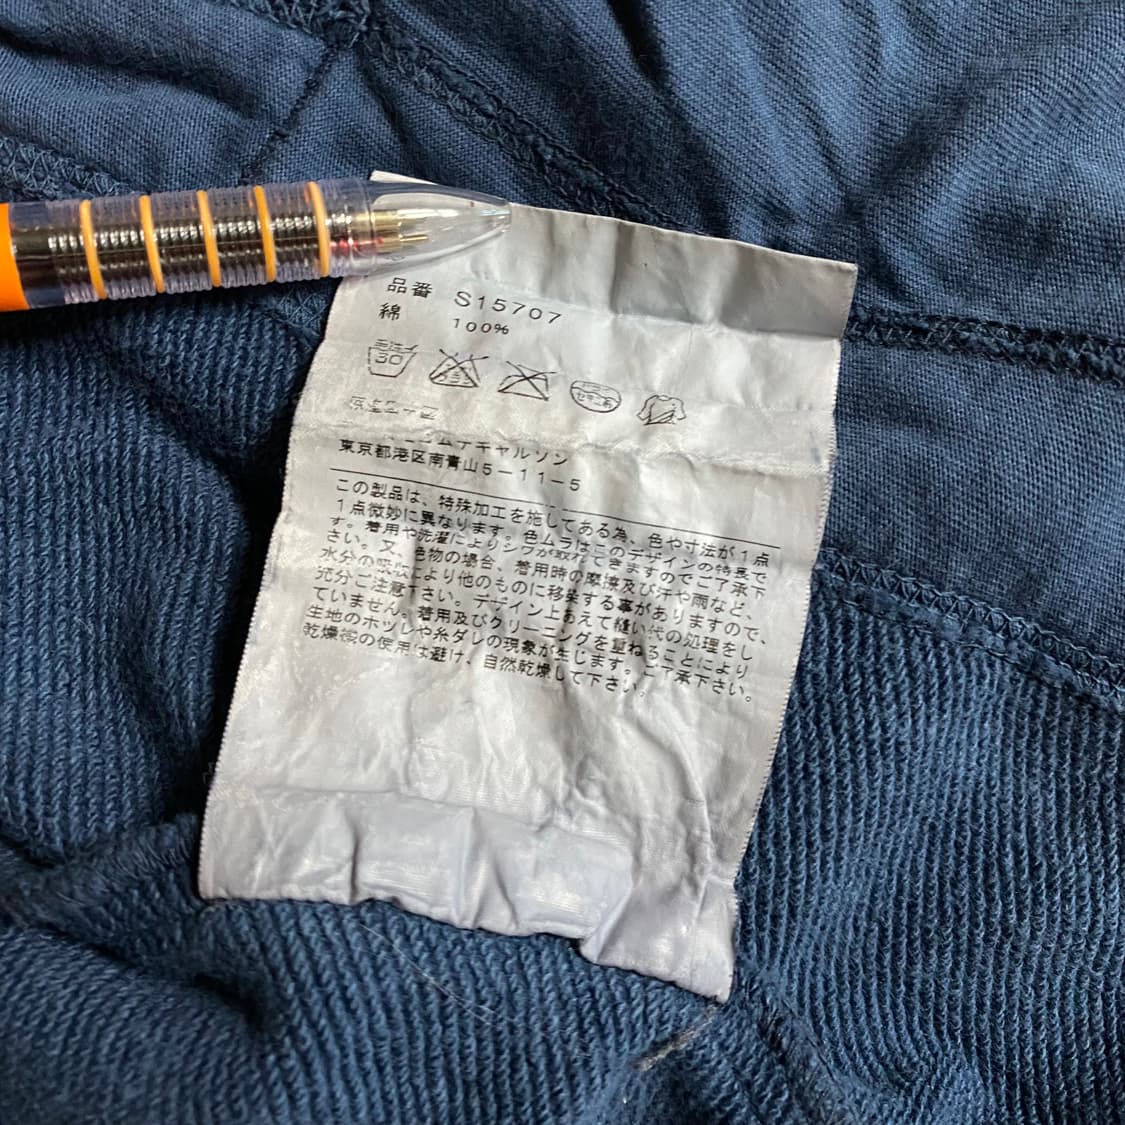 品番 S15707
綿 100%
30
ムデキャルソン
東京都港区南青山5-11-5
この製品は、特殊加工を施してある為、色や寸法が1点
1点微妙に異なります。色ムラはこのデザインの特長で
す。着用や洗濯によりシワが取れてきますのでご了承下
さい。又、色物の場合、着用時の摩擦及び汗や雨など、
水分の吸収により他のものに移染する事がありますので、
充分ご注意下さい。デザイン上あえて縫い代の処理をし
ていません。着用及びクリーニングを重ねることにより
生地のホツレや糸ダレの現象が生じます。ご了承下さい。
乾燥機の使用は避け、自然乾燥して下さい。